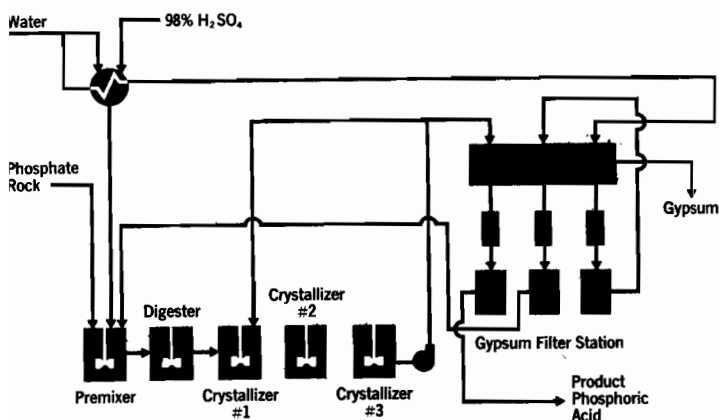 Water
98% H₂SO₄
Phosphate
Rock
Gypsum
Digester
Crystallizer
#2
Gypsum Filter Station
Premixer
Crystallizer
#1
Crystallizer
#3
Product
Phosphoric
Acid